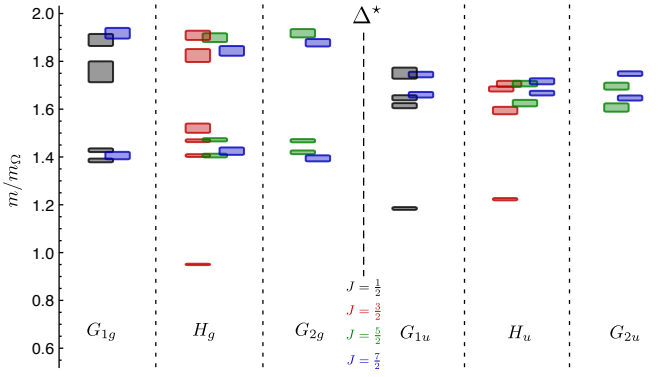 Δ⋆
2.0
1.8
1.6
1.4
1.2
1.0
0.8
0.6
m/m_Ω
J = 1/2
J = 3/2
J = 5/2
J = 7/2
G_{1g} H_g G_{2g} G_{1u} H_u G_{2u}